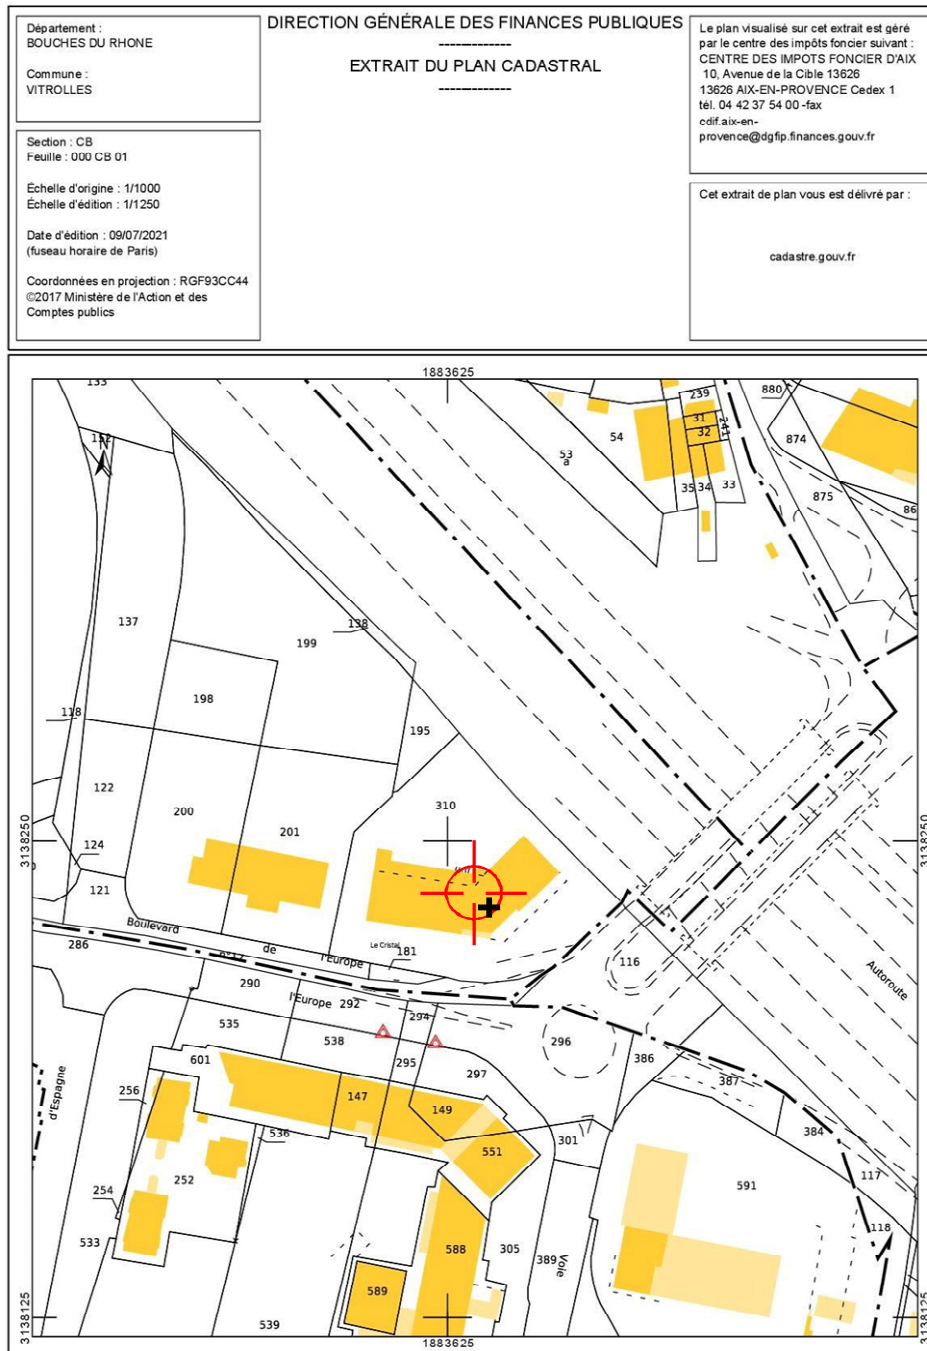 Département :
BOUCHES DU RHONE
Commune :
VITROLLES
Section : CB
Feuille : 000 CB 01
Échelle d'origine : 1/1000
Échelle d'édition : 1/1250
Date d'édition : 09/07/2021
(fuseau horaire de Paris)
Coordonnées en projection : RGF93CC44
©2017 Ministère de l'Action et des
Comptes publics
DIRECTION GÉNÉRALE DES FINANCES PUBLIQUES
-------------
EXTRAIT DU PLAN CADASTRAL
-------------
Le plan visualisé sur cet extrait est géré
par le centre des impôts foncier suivant :
CENTRE DES IMPOTS FONCIER D'AIX
10, Avenue de la Cible 13626
13626 AIX-EN-PROVENCE Cedex 1
tél. 04 42 37 54 00 -fax
cdif.aix-en-
provence@dgfip.finances.gouv.fr
Cet extrait de plan vous est délivré par :
cadastre.gouv.fr
1883625
133
239
880
152
N
31
241
54
32
874
53
a
35
34
33
875
86
137
138
199
198
118
195
122
310
200
201
3138250
3138250
124
121
Boulevard
de
l'Europe
Le Cristal
181
286
n°17
116
Autoroute
290
l'Europe
292
294
535
538
296
295
297
386
601
387
d'Espagne
256
147
149
384
536
301
551
252
591
117
254
118
533
588
305
389
Voie
589
539
3138125
3138125
1883625